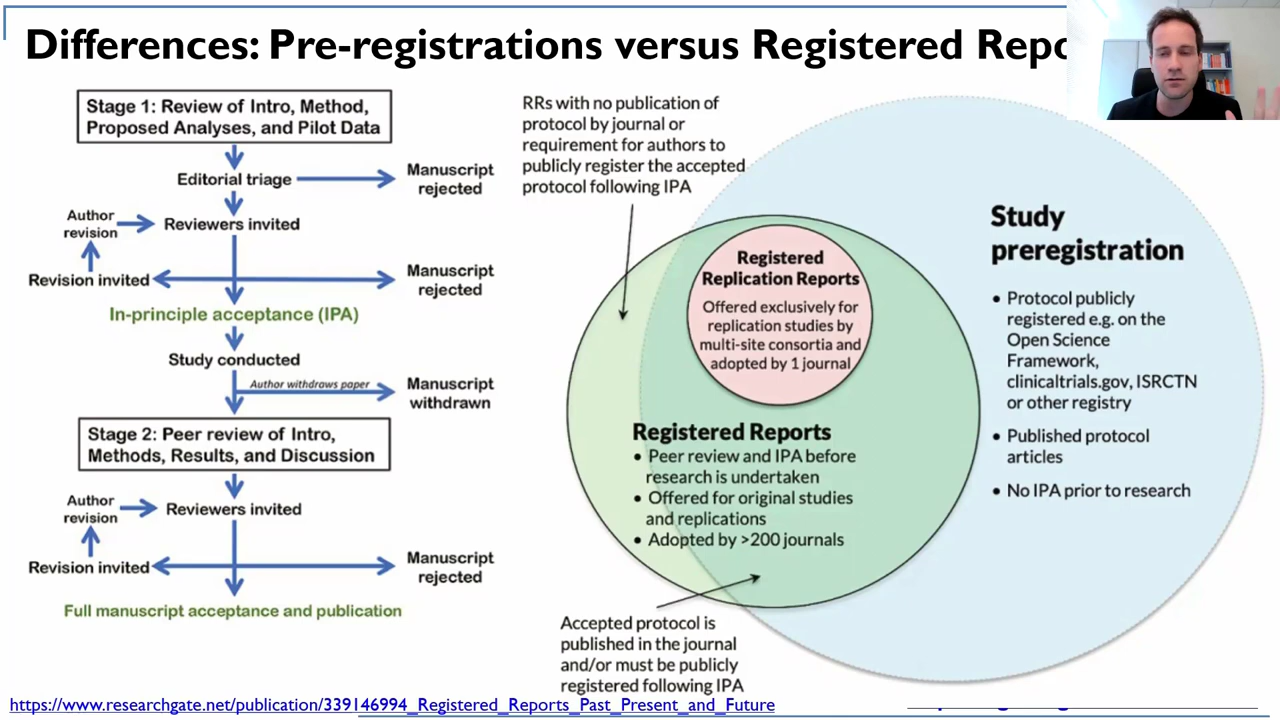 Differences: Pre-registrations versus Registered Repo
Stage 1: Review of Intro, Method,
Proposed Analyses, and Pilot Data
Editorial triage
Manuscript
rejected
Author
revision
Reviewers invited
Revision invited
Manuscript
rejected
In-principle acceptance (IPA)
Study conducted
Author withdraws paper
Manuscript
withdrawn
Stage 2: Peer review of Intro,
Methods, Results, and Discussion
Author
revision
Reviewers invited
Revision invited
Manuscript
rejected
Full manuscript acceptance and publication
RRs with no publication of
protocol by journal or
requirement for authors to
publicly register the accepted
protocol following IPA
Registered
Replication Reports
Offered exclusively for
replication studies by
multi-site consortia and
adopted by 1 journal
Registered Reports
• Peer review and IPA before
research is undertaken
• Offered for original studies
and replications
• Adopted by >200 journals
Accepted protocol is
published in the journal
and/or must be publicly
registered following IPA
Study
preregistration
• Protocol publicly
registered e.g. on the
Open Science
Framework,
clinicaltrials.gov, ISRCTN
or other registry
• Published protocol
articles
• No IPA prior to research
https://www.researchgate.net/publication/339146994_Registered_Reports_Past_Present_and_Future